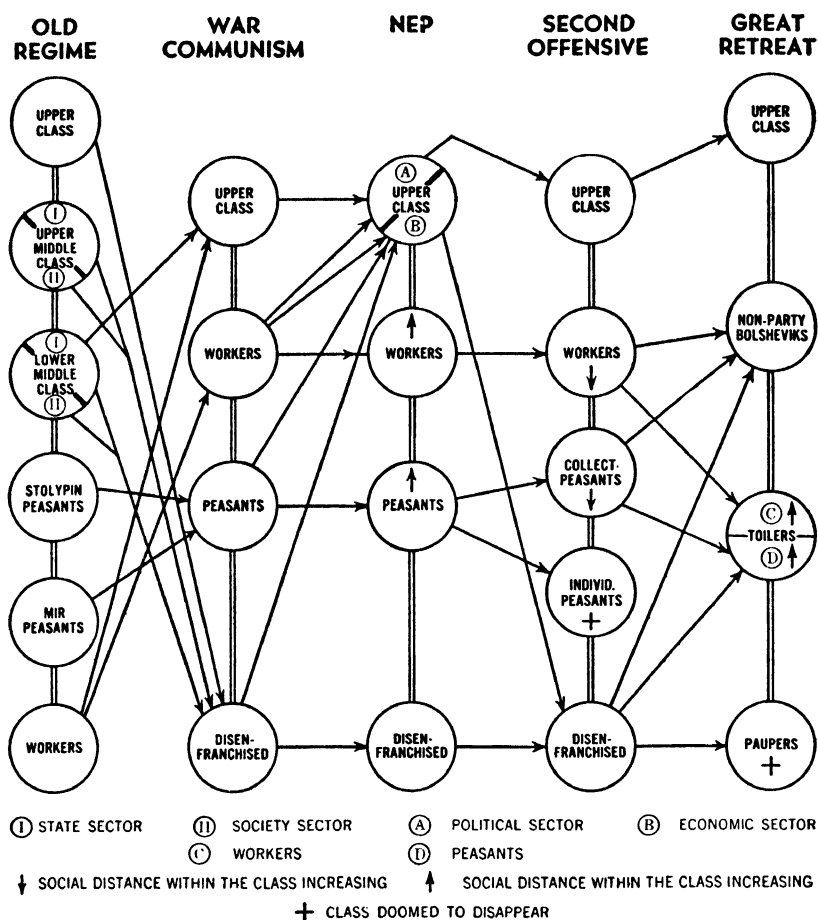 OLD
REGIME
WAR
COMMUNISM
NEP
SECOND
OFFENSIVE
GREAT
RETREAT
UPPER
CLASS
I
UPPER
MIDDLE
CLASS
II
I
LOWER
MIDDLE
CLASS
II
STOLYPIN
PEASANTS
MIR
PEASANTS
WORKERS
UPPER
CLASS
WORKERS
PEASANTS
DISEN-
FRANCHISED
A
UPPER
CLASS
B
WORKERS
PEASANTS
DISEN-
FRANCHISED
UPPER
CLASS
WORKERS
COLLECT-
PEASANTS
INDIVID.
PEASANTS
DISEN-
FRANCHISED
UPPER
CLASS
NON-PARTY
BOLSHEVIKS
C
TOILERS
D
PAUPERS
I STATE SECTOR II SOCIETY SECTOR A POLITICAL SECTOR B ECONOMIC SECTOR
C WORKERS D PEASANTS
↓ SOCIAL DISTANCE WITHIN THE CLASS INCREASING ↑ SOCIAL DISTANCE WITHIN THE CLASS INCREASING
+ CLASS DOOMED TO DISAPPEAR